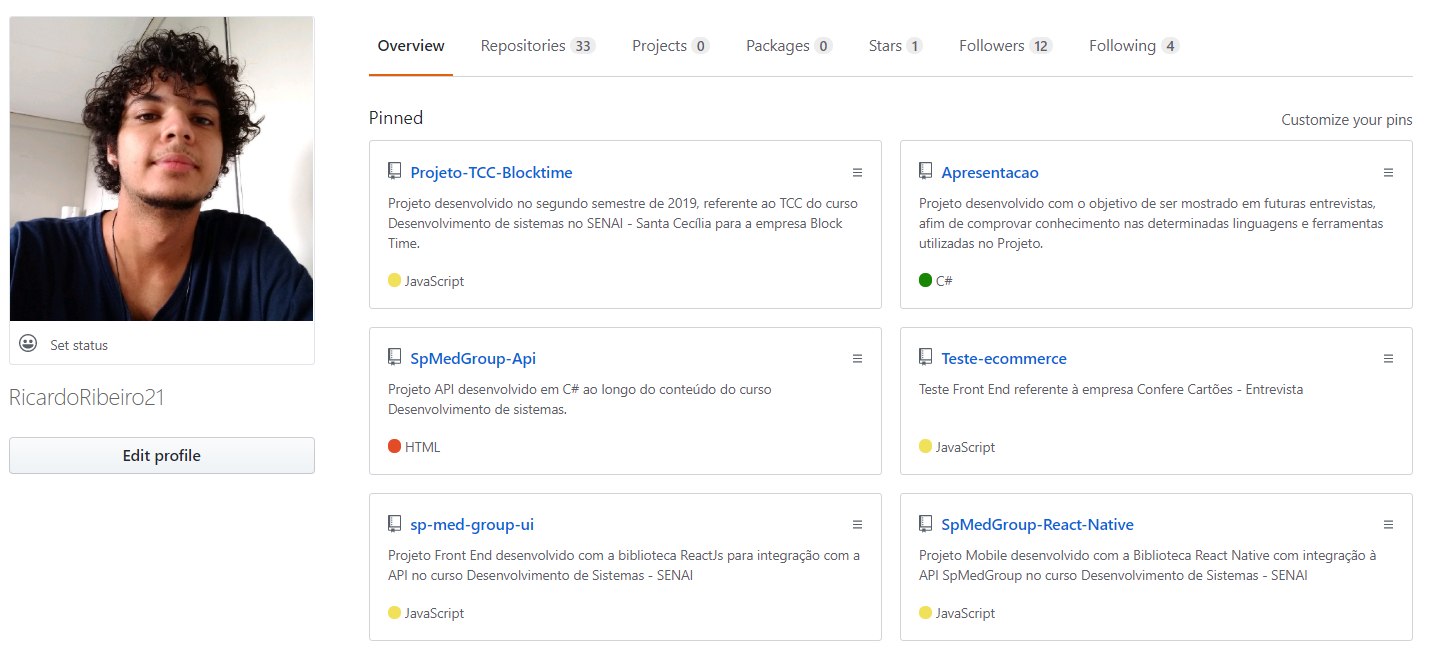 Overview Repositories 33 Projects 0 Packages 0 Stars 1 Followers 12 Following 4
Set status
RicardoRibeiro21
Edit profile
Pinned
Customize your pins
Projeto-TCC-Blocktime
Projeto desenvolvido no segundo semestre de 2019, referente ao TCC do curso
Desenvolvimento de sistemas no SENAI - Santa Cecília para a empresa Block
Time.
JavaScript
Apresentacao
Projeto desenvolvido com o objetivo de ser mostrado em futuras entrevistas,
afim de comprovar conhecimento nas determinadas linguagens e ferramentas
utilizadas no Projeto.
C#
SpMedGroup-Api
Projeto API desenvolvido em C# ao longo do conteúdo do curso
Desenvolvimento de sistemas.
HTML
Teste-ecommerce
Teste Front End referente à empresa Confere Cartões - Entrevista
JavaScript
sp-med-group-ui
Projeto Front End desenvolvido com a biblioteca ReactJs para integração com a
API no curso Desenvolvimento de Sistemas - SENAI
JavaScript
SpMedGroup-React-Native
Projeto Mobile desenvolvido com a Biblioteca React Native com integração à
API SpMedGroup no curso Desenvolvimento de Sistemas - SENAI
JavaScript